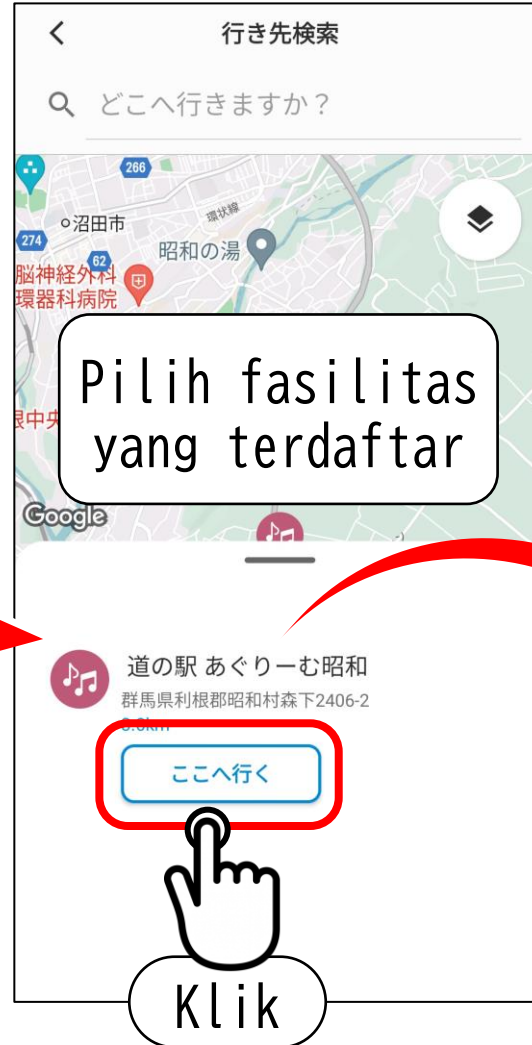 行き先検索
どこへ行きますか？
266
沼田市
環状線
274
昭和の湯
62
脳神経外科
環器科病院
Pilih fasilitas
yang terdaftar
Google
道の駅 あぐりーむ昭和
群馬県利根郡昭和村森下2406-2
ここへ行く
Klik